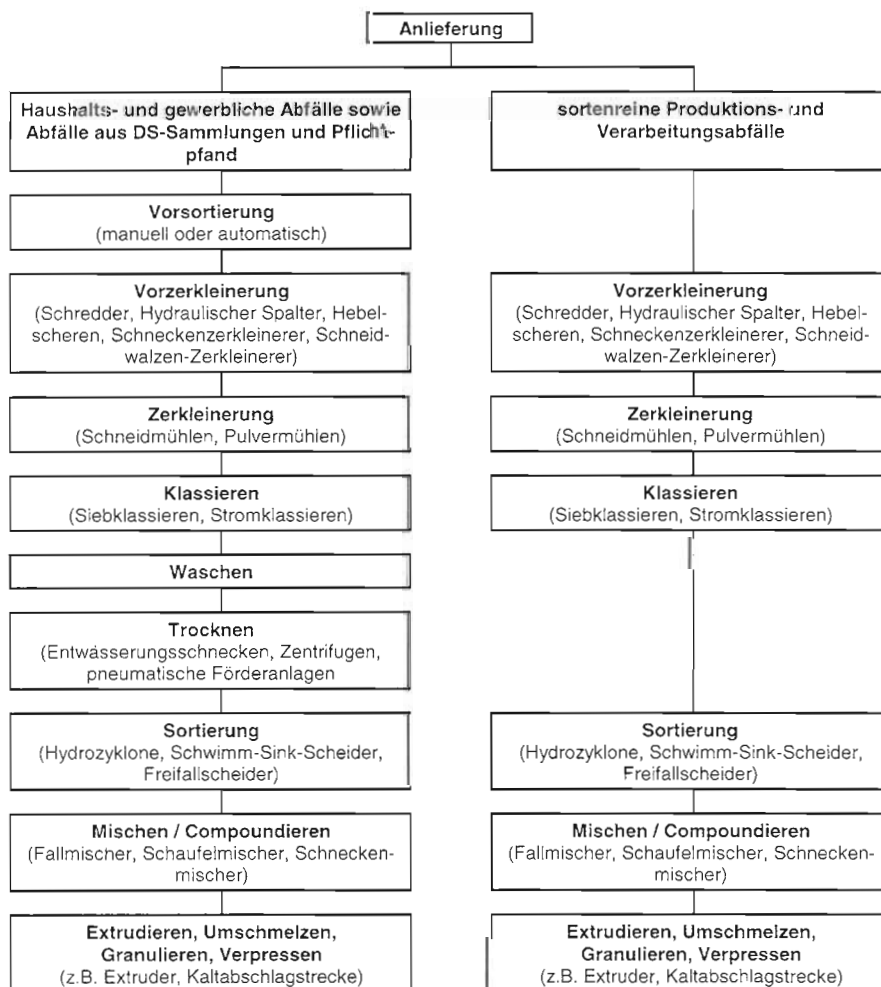 Anlieferung
Haushalts- und gewerbliche Abfälle sowie
Abfälle aus DS-Sammlungen und Pflicht-
pfand
sortenreine Produktions- und
Verarbeitungsabfälle
Vorsortierung
(manuell oder automatisch)
Vorzerkleinerung
(Schredder, Hydraulischer Spalter, Hebel-
scheren, Schneckenzerkleinerer, Schneid-
walzen-Zerkleinerer)
Vorzerkleinerung
(Schredder, Hydraulischer Spalter, Hebel-
scheren, Schneckenzerkleinerer, Schneid-
walzen-Zerkleinerer)
Zerkleinerung
(Schneidmühlen, Pulvermühlen)
Zerkleinerung
(Schneidmühlen, Pulvermühlen)
Klassieren
(Siebklassieren, Stromklassieren)
Klassieren
(Siebklassieren, Stromklassieren)
Waschen
Trocknen
(Entwässerungsschnecken, Zentrifugen,
pneumatische Förderanlagen
Sortierung
(Hydrozyklone, Schwimm-Sink-Scheider,
Freifallscheider)
Sortierung
(Hydrozyklone, Schwimm-Sink-Scheider,
Freifallscheider)
Mischen / Compoundieren
(Fallmischer, Schaufelmischer, Schnecken-
mischer)
Mischen / Compoundieren
(Fallmischer, Schaufelmischer, Schnecken-
mischer)
Extrudieren, Umschmelzen,
Granulieren, Verpressen
(z.B. Extruder, Kaltabschlagstrecke)
Extrudieren, Umschmelzen,
Granulieren, Verpressen
(z.B. Extruder, Kaltabschlagstrecke)